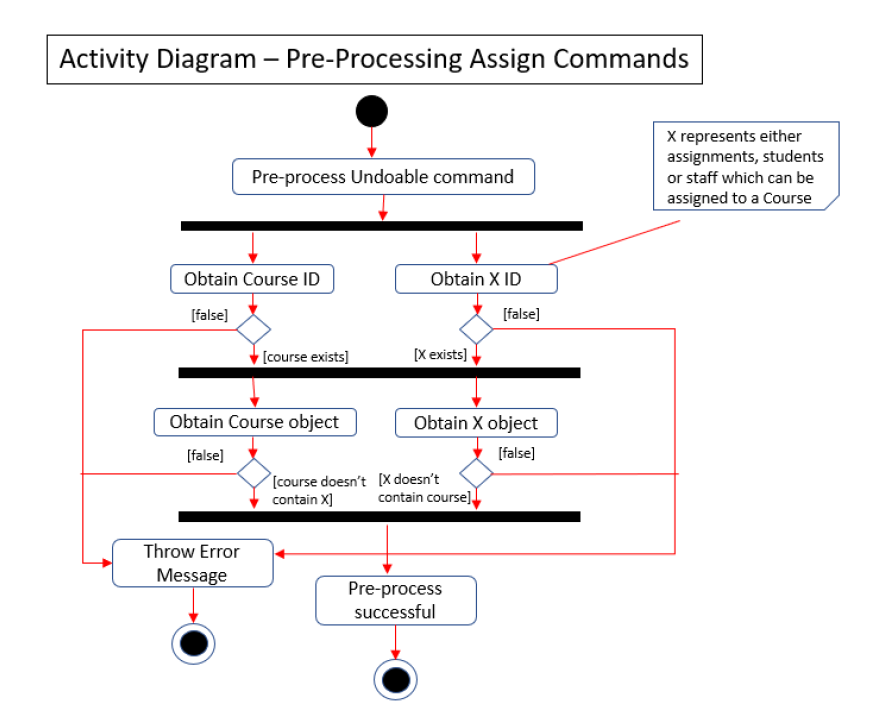 Activity Diagram – Pre-Processing Assign Commands
X represents either
assignments, students
or staff which can be
assigned to a Course
Pre-process Undoable command
Obtain Course ID
Obtain X ID
[false]
[false]
[course exists]
[X exists]
Obtain Course object
Obtain X object
[false]
[false]
[course doesn't
contain X]
[X doesn't
contain course]
Throw Error
Message
Pre-process
successful